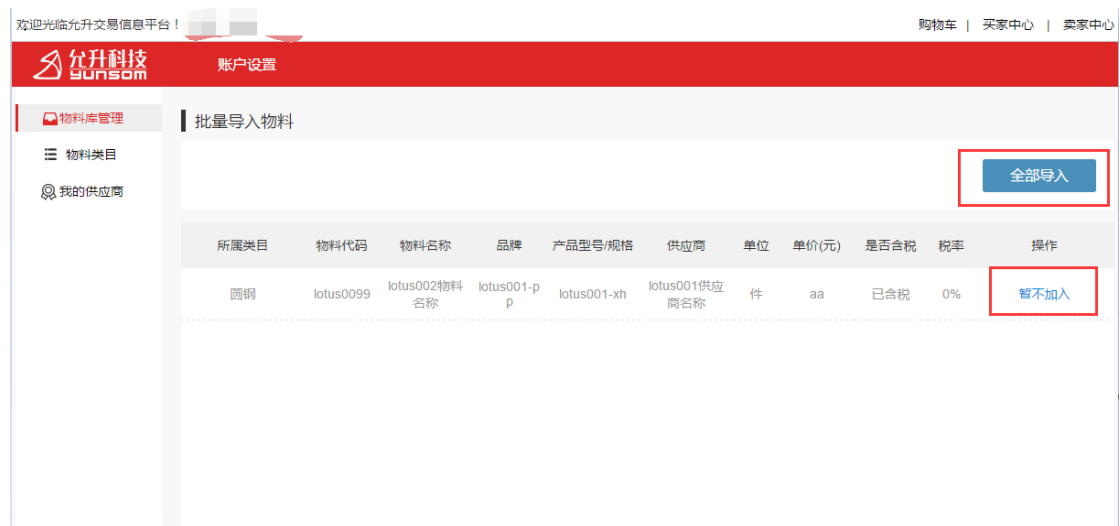 欢迎光临允升交易信息平台！
购物车 | 买家中心 | 卖家中心
允升科技
YUNSOM
账户设置
物料库管理
物料类目
我的供应商
批量导入物料
全部导入
所属类目 物料代码 物料名称 品牌 产品型号/规格 供应商 单位 单价(元) 是否含税 税率 操作
圆钢 lotus0099 lotus002物料 lotus001-p lotus001-xh lotus001供应 件 aa 已含税 0% 暂不加入
名称 p 商名称